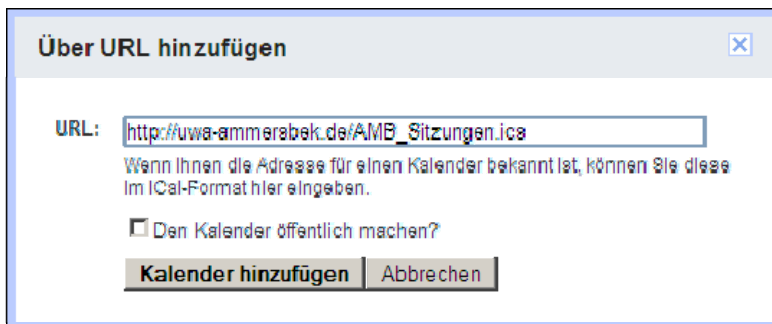 Über URL hinzufügen
URL: http://uwa-ammersbek.de/AMB_Sitzungen.ics
Wenn Ihnen die Adresse für einen Kalender bekannt ist, können Sie diese
im iCal-Format hier eingeben.
Den Kalender öffentlich machen?
Kalender hinzufügen Abbrechen